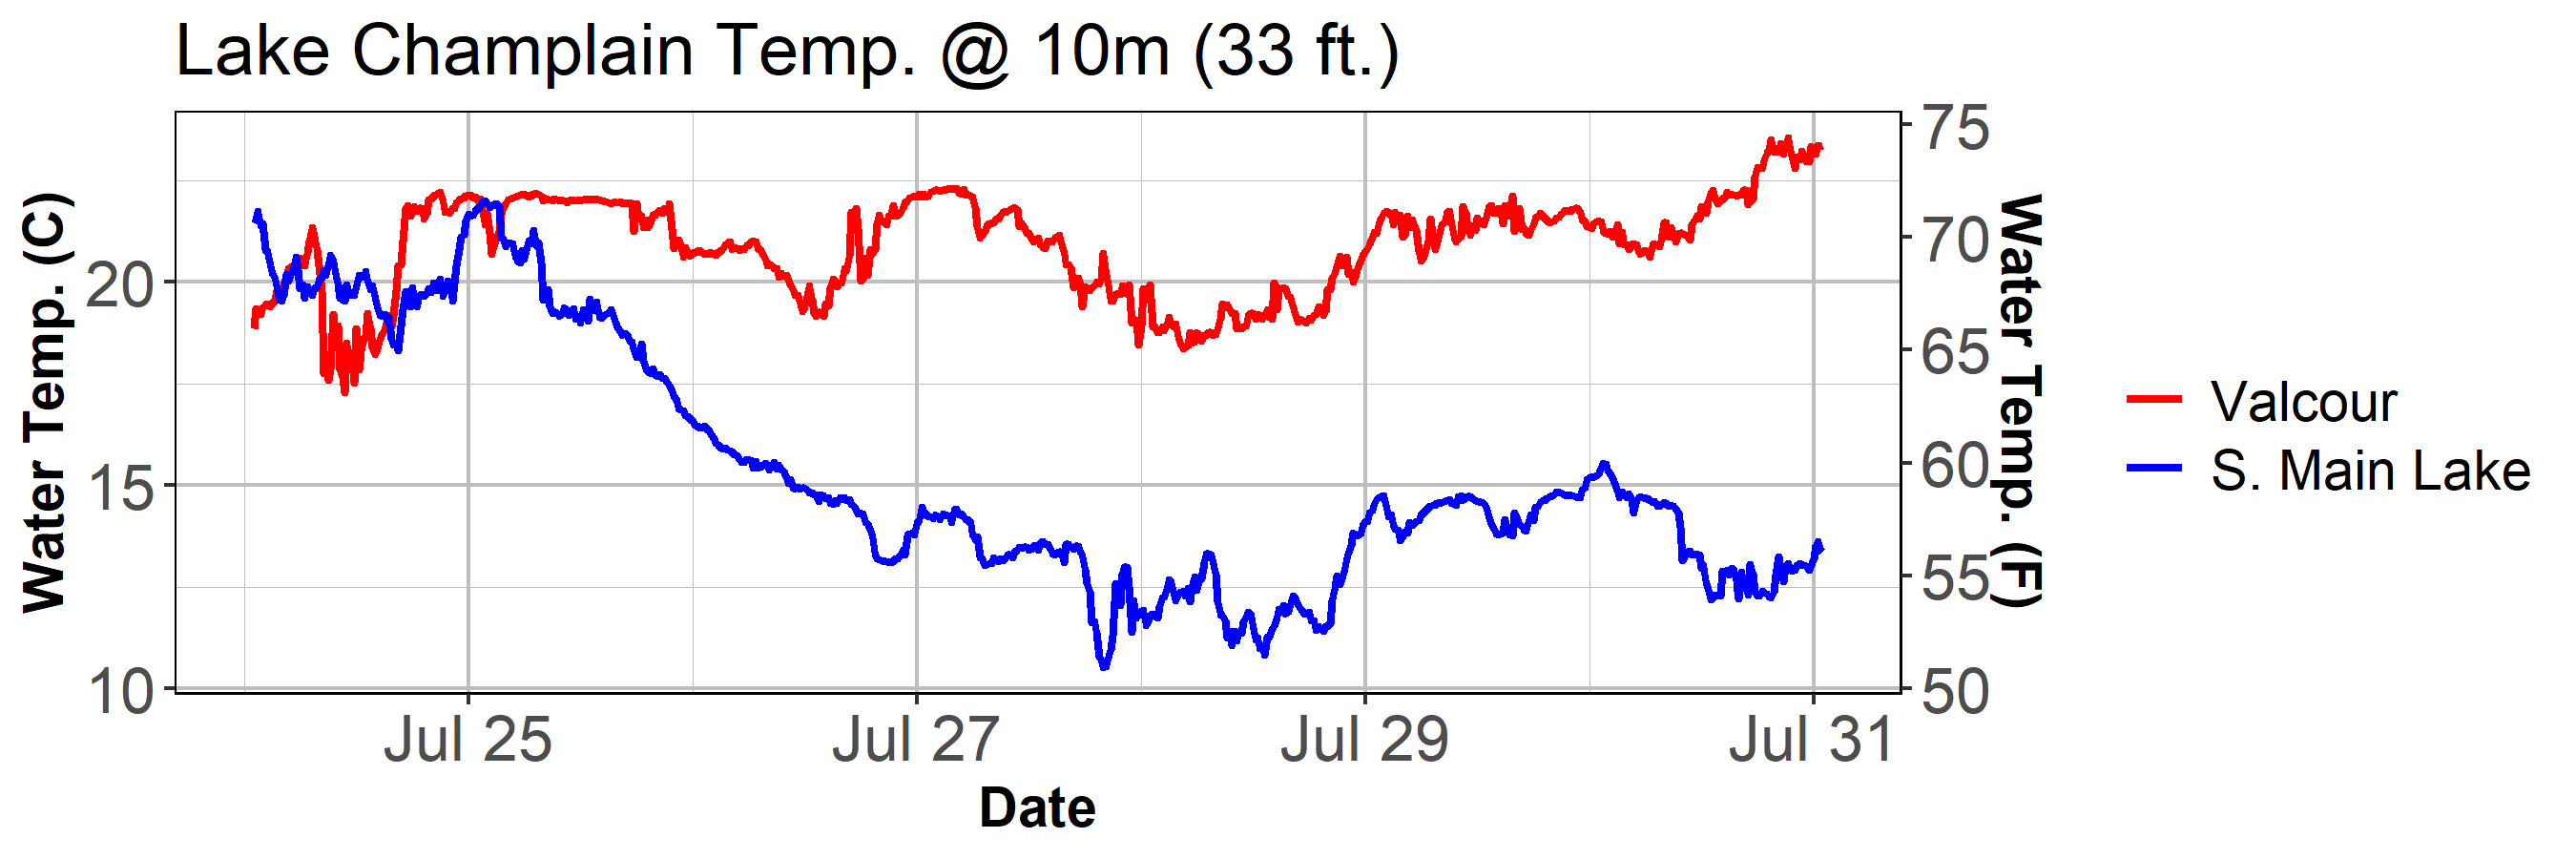 Lake Champlain Temp. @ 10m (33 ft.)
Water Temp. (C)
20
15
10
75
70
65
60
55
50
Water Temp. (F)
Jul 25
Jul 27
Jul 29
Jul 31
Date
Valcour
S. Main Lake